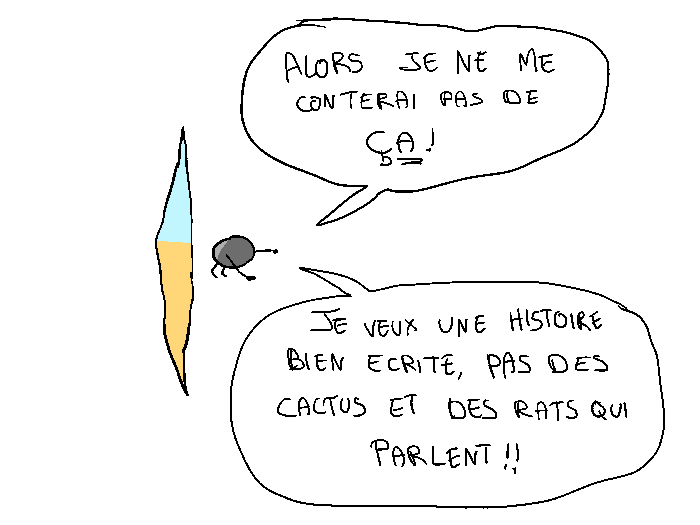 ALORS JE NE ME
CONTERAI PAS DE
ÇA !
JE VEUX UNE HISTOIRE
BIEN ECRITE, PAS DES
CACTUS ET DES RATS QUI
PARLENT !!